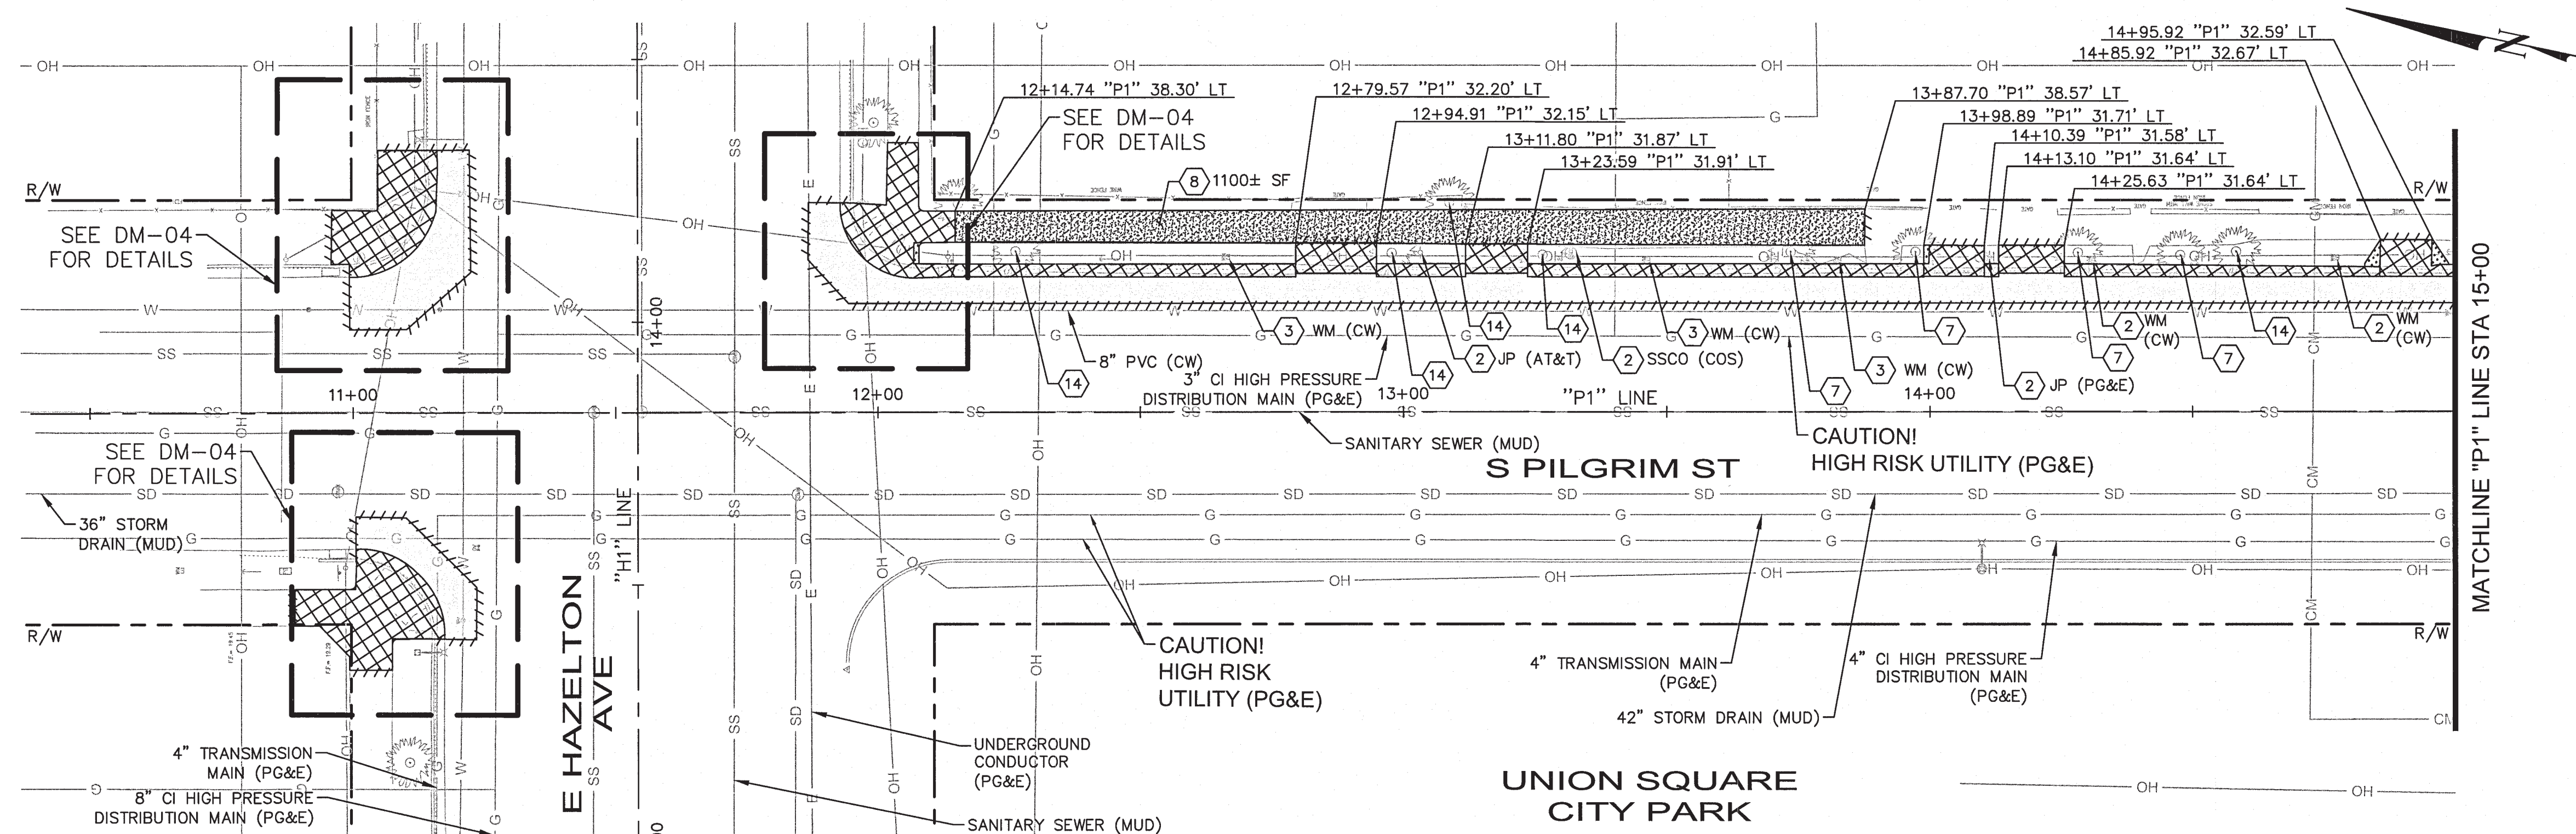 14+95.92 "P1" 32.59' LT
14+85.92 "P1" 32.67' LT
N
12+14.74 "P1" 38.30' LT
12+79.57 "P1" 32.20' LT
12+94.91 "P1" 32.15' LT
13+11.80 "P1" 31.87' LT
13+23.59 "P1" 31.91' LT
13+87.70 "P1" 38.57' LT
13+98.89 "P1" 31.71' LT
14+10.39 "P1" 31.58' LT
14+13.10 "P1" 31.64' LT
14+25.63 "P1" 31.64' LT
SEE DM-04
FOR DETAILS
8 1100± SF
R/W
R/W
SEE DM-04
FOR DETAILS
14+00
3 WM (CW)
14
14
3 WM (CW)
7
2 WM
(CW)
14
2 WM
(CW)
8" PVC (CW)
14
2 JP (AT&T)
2 SSCO (COS)
7
7
3" CI HIGH PRESSURE
DISTRIBUTION MAIN (PG&E)
14
3 WM (CW)
2 JP (PG&E)
7
11+00
12+00
13+00
"P1" LINE
14+00
SANITARY SEWER (MUD)
CAUTION!
HIGH RISK UTILITY (PG&E)
S PILGRIM ST
SEE DM-04
FOR DETAILS
36" STORM
DRAIN (MUD)
"H1" LINE
E HAZELTON
AVE
R/W
R/W
CAUTION!
HIGH RISK
UTILITY (PG&E)
4" TRANSMISSION MAIN
(PG&E)
4" CI HIGH PRESSURE
DISTRIBUTION MAIN
(PG&E)
42" STORM DRAIN (MUD)
4" TRANSMISSION
MAIN (PG&E)
8" CI HIGH PRESSURE
DISTRIBUTION MAIN (PG&E)
UNDERGROUND
CONDUCTOR
(PG&E)
SANITARY SEWER (MUD)
UNION SQUARE
CITY PARK
MATCHLINE "P1" LINE STA 15+00